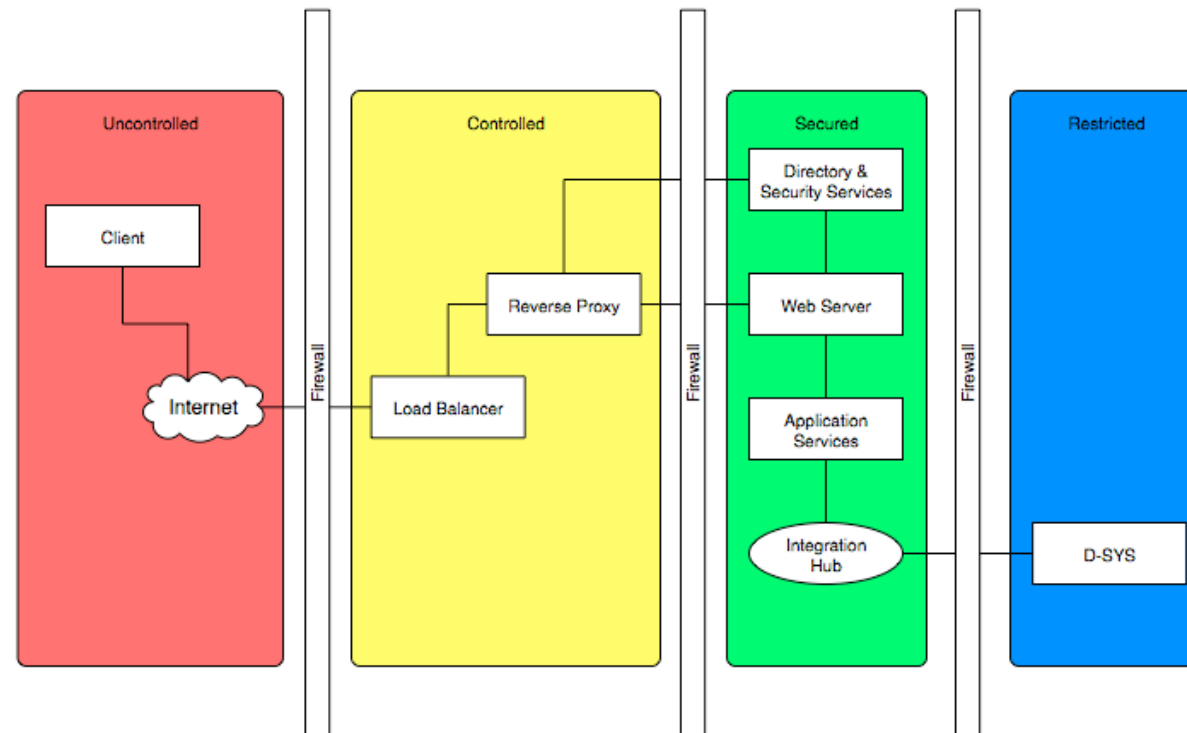 Uncontrolled
Controlled
Secured
Restricted
Directory &
Security Services
Client
Reverse Proxy
Web Server
Firewall
Firewall
Firewall
Internet
Load Balancer
Application
Services
Integration
Hub
D-SYS